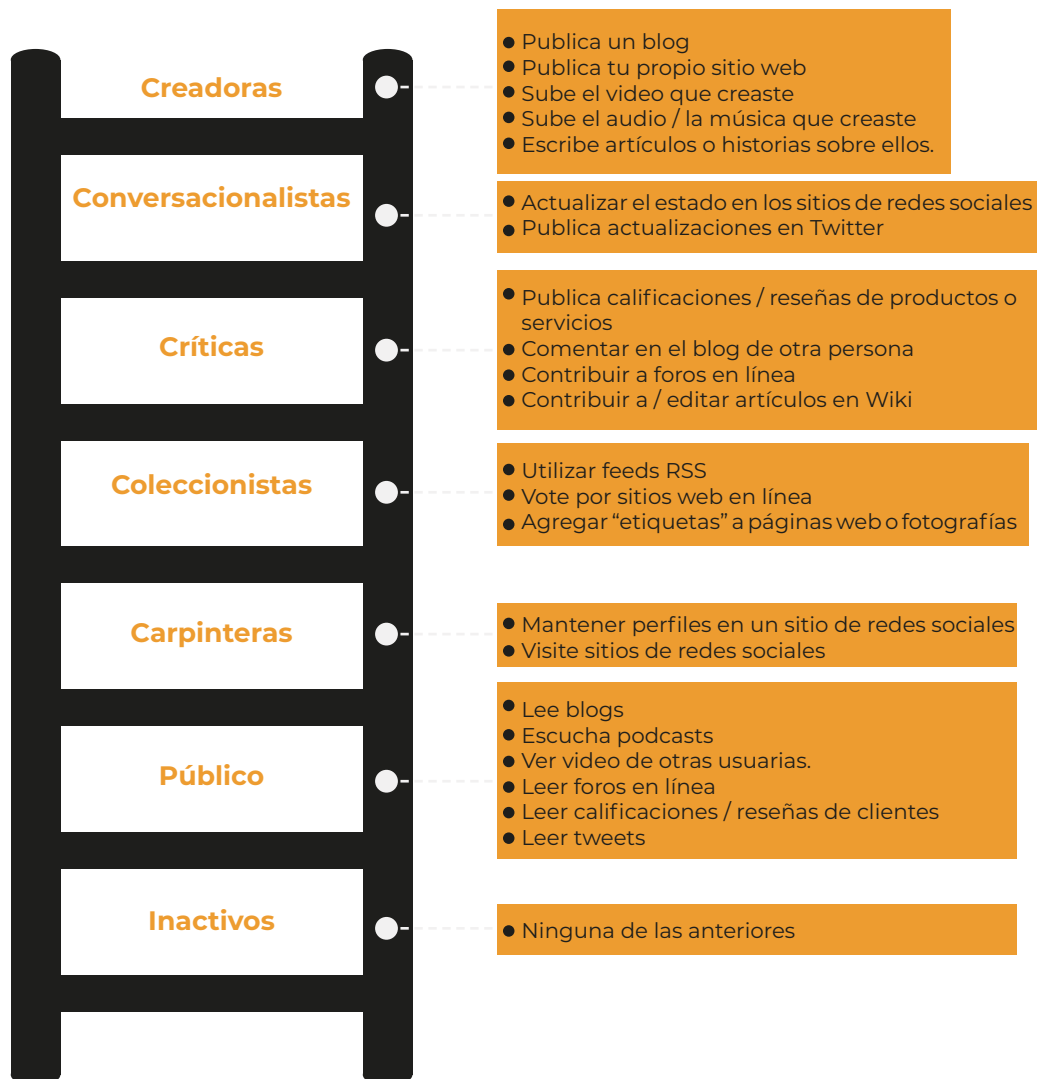 Creadoras
● Publica un blog
● Publica tu propio sitio web
● Sube el video que creaste
● Sube el audio / la música que creaste
● Escribe artículos o historias sobre ellos.
Conversacionalistas
● Actualizar el estado en los sitios de redes sociales
● Publica actualizaciones en Twitter
Críticas
● Publica calificaciones / reseñas de productos o
servicios
● Comentar en el blog de otra persona
● Contribuir a foros en línea
● Contribuir a / editar artículos en Wiki
Coleccionistas
● Utilizar feeds RSS
● Vote por sitios web en línea
● Agregar “etiquetas” a páginas web o fotografías
Carpinteras
● Mantener perfiles en un sitio de redes sociales
● Visite sitios de redes sociales
Público
● Lee blogs
● Escucha podcasts
● Ver video de otras usuarias.
● Leer foros en línea
● Leer calificaciones / reseñas de clientes
● Leer tweets
Inactivos
● Ninguna de las anteriores